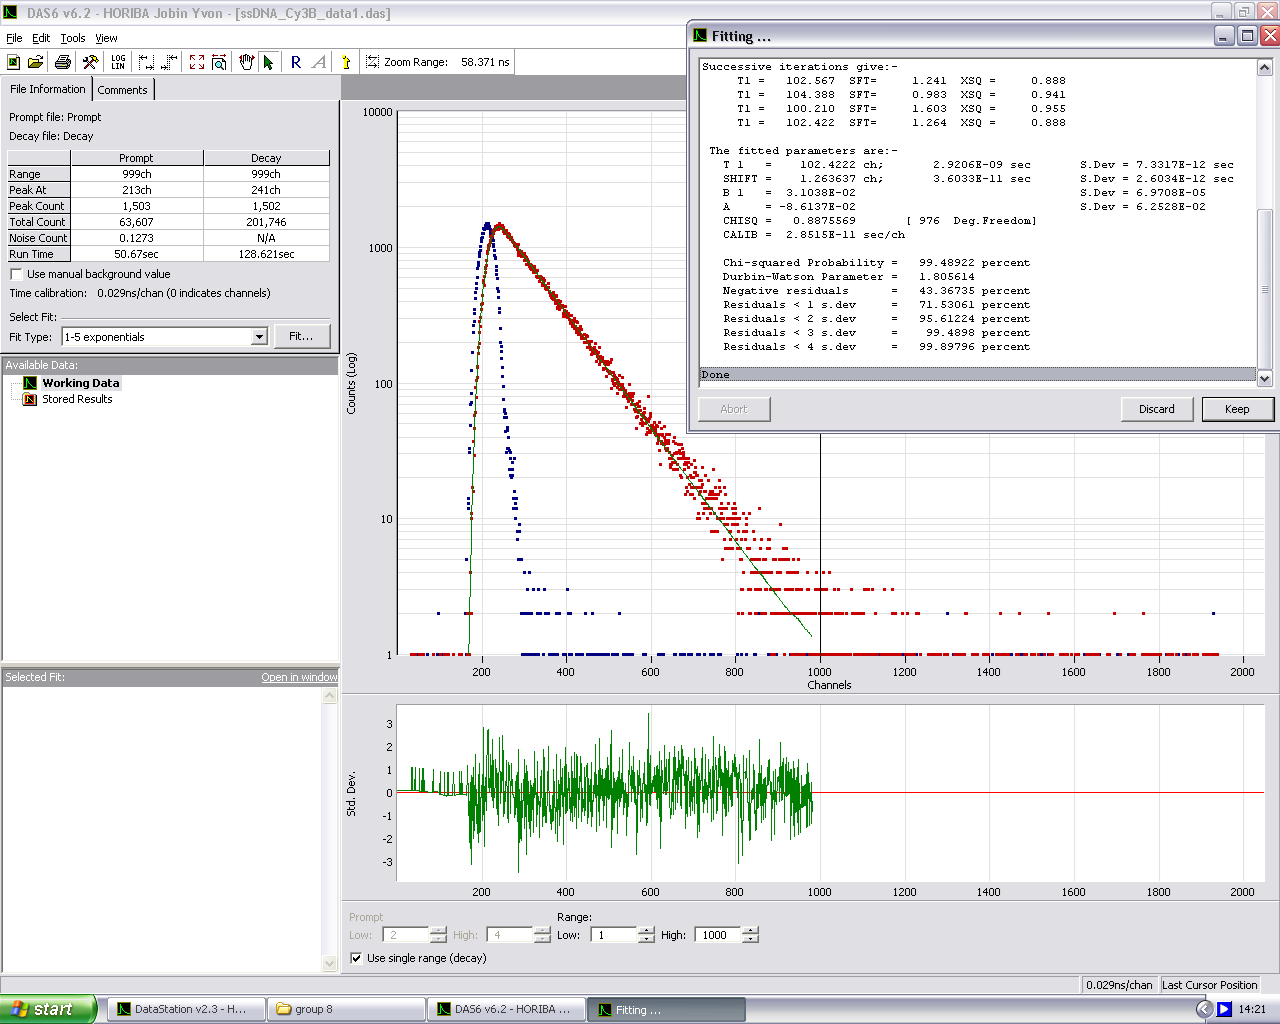 DAS6 v6.2 - HORIBA Jobin Yvon - [ssDNA_Cy3B_data1.das]
File Edit Tools View
LOG LIN R A Zoom Range: 58.371 ns
File Information Comments
Prompt file: Prompt
Decay file: Decay
Prompt Decay
Range 999ch 999ch
Peak At 213ch 241ch
Peak Count 1,503 1,502
Total Count 63,607 201,746
Noise Count 0.1273 N/A
Run Time 50.67sec 128.621sec
Use manual background value
Time calibration: 0.029ns/chan (0 indicates channels)
Select Fit:
Fit Type: 1-5 exponentials Fit...
Available Data:
Working Data
Stored Results
Selected Fit: Open in window
Fitting ...
Successive iterations give:-
T1 = 102.567 SFT= 1.241 XSQ = 0.888
T1 = 104.388 SFT= 0.983 XSQ = 0.941
T1 = 100.210 SFT= 1.603 XSQ = 0.955
T1 = 102.422 SFT= 1.264 XSQ = 0.888
The fitted parameters are:-
T 1 = 102.4222 ch; 2.9206E-09 sec S.Dev = 7.3317E-12 sec
SHIFT = 1.263637 ch; 3.6033E-11 sec S.Dev = 2.6034E-12 sec
B 1 = 3.1038E-02 S.Dev = 6.9708E-05
A = -8.6137E-02 S.Dev = 6.2528E-02
CHISQ = 0.8875569 [ 976 Deg.Freedom]
CALIB = 2.8515E-11 sec/ch
Chi-squared Probability = 99.48922 percent
Durbin-Watson Parameter = 1.805614
Negative residuals = 43.36735 percent
Residuals < 1 s.dev = 71.53061 percent
Residuals < 2 s.dev = 95.61224 percent
Residuals < 3 s.dev = 99.4898 percent
Residuals < 4 s.dev = 99.89796 percent
Done
Abort Discard Keep
10000
1000
100
10
1
Counts (Log)
200 400 600 800 1000 1200 1400 1600 1800 2000
Channels
3
2
1
0
-1
-2
-3
Std. Dev.
200 400 600 800 1000 1200 1400 1600 1800 2000
Prompt Range:
Low: 2 High: 4 Low: 1 High: 1000
Use single range (decay)
0.029ns/chan Last Cursor Position
start DataStation v2.3 - H... group 8 DAS6 v6.2 - HORIBA ... Fitting ... 14:21